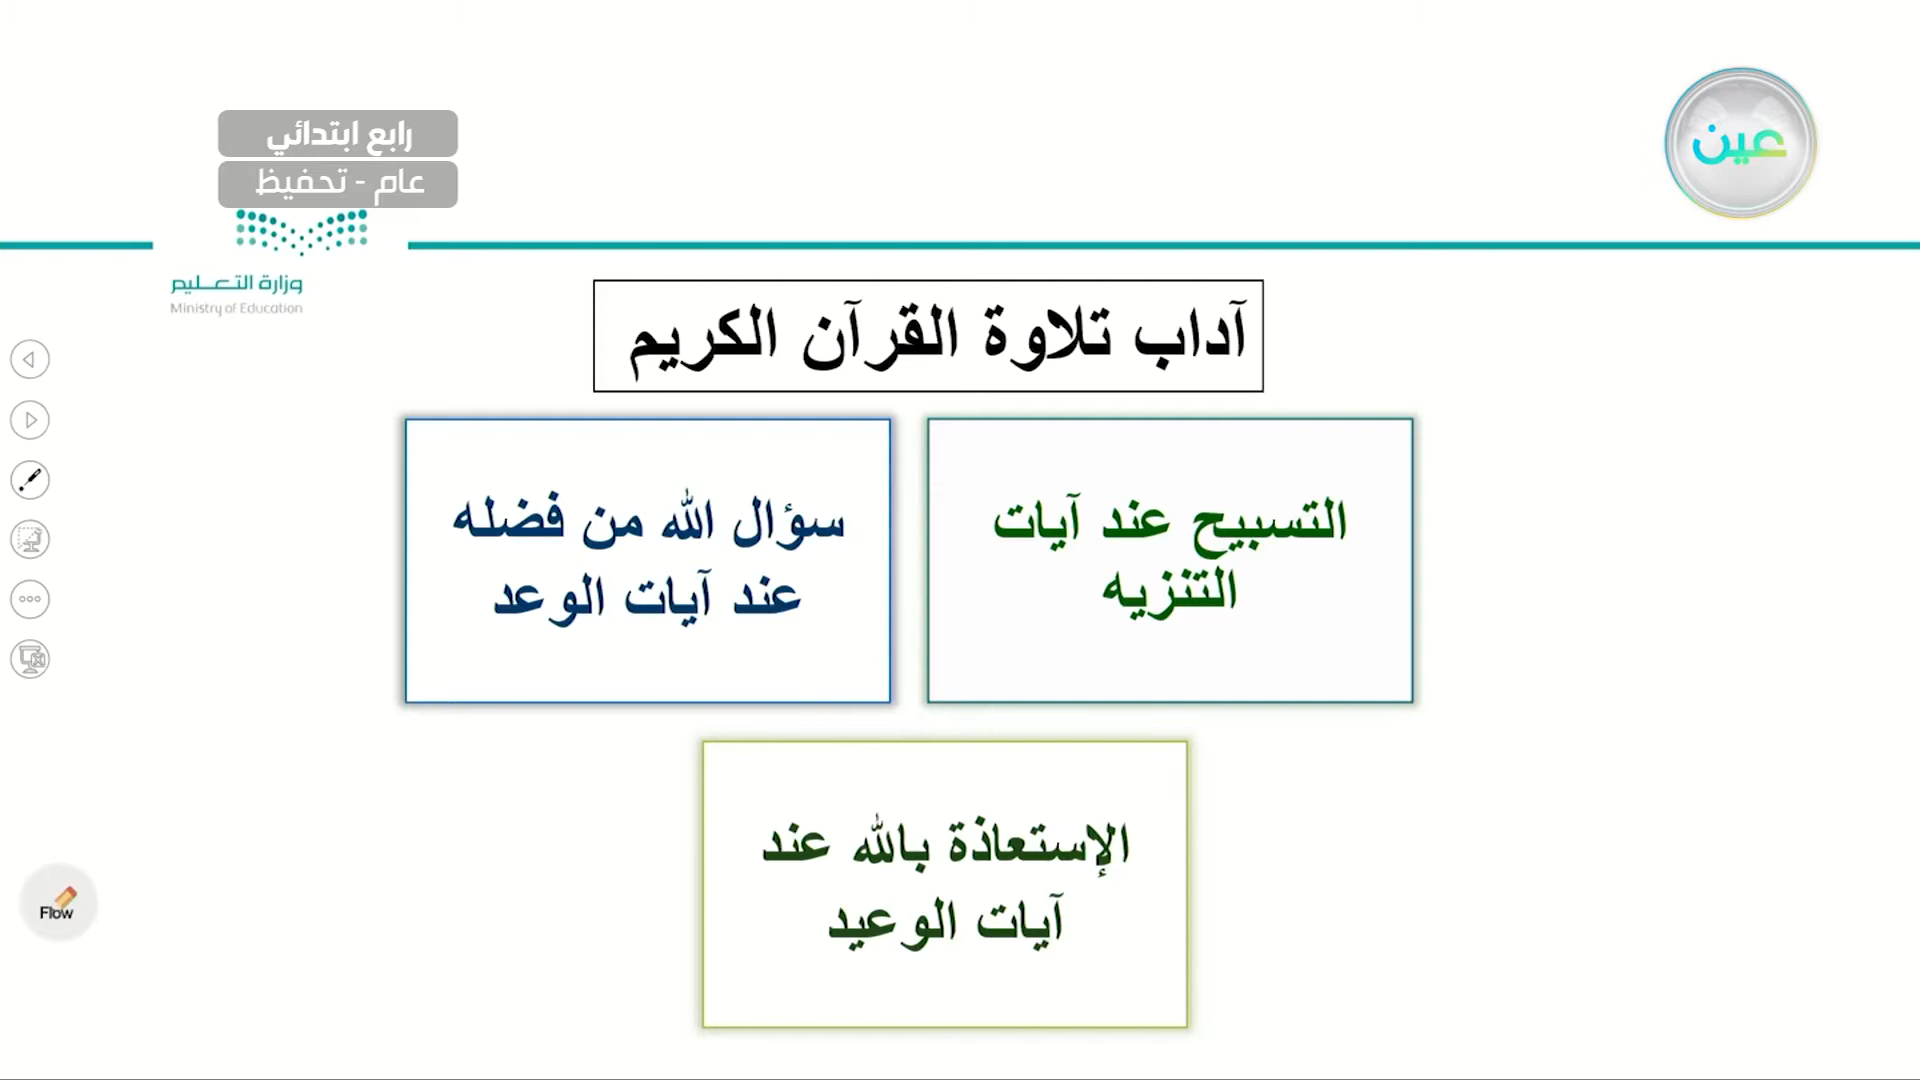 رابع ابتدائي
عام - تحفيظ
عين
وزارة التعليم
Ministry of Education
آداب تلاوة القرآن الكريم
التسبيح عند آيات
التنزيه
سؤال الله من فضله
عند آيات الوعد
الإستعاذة بالله عند
آيات الوعيد
Flow